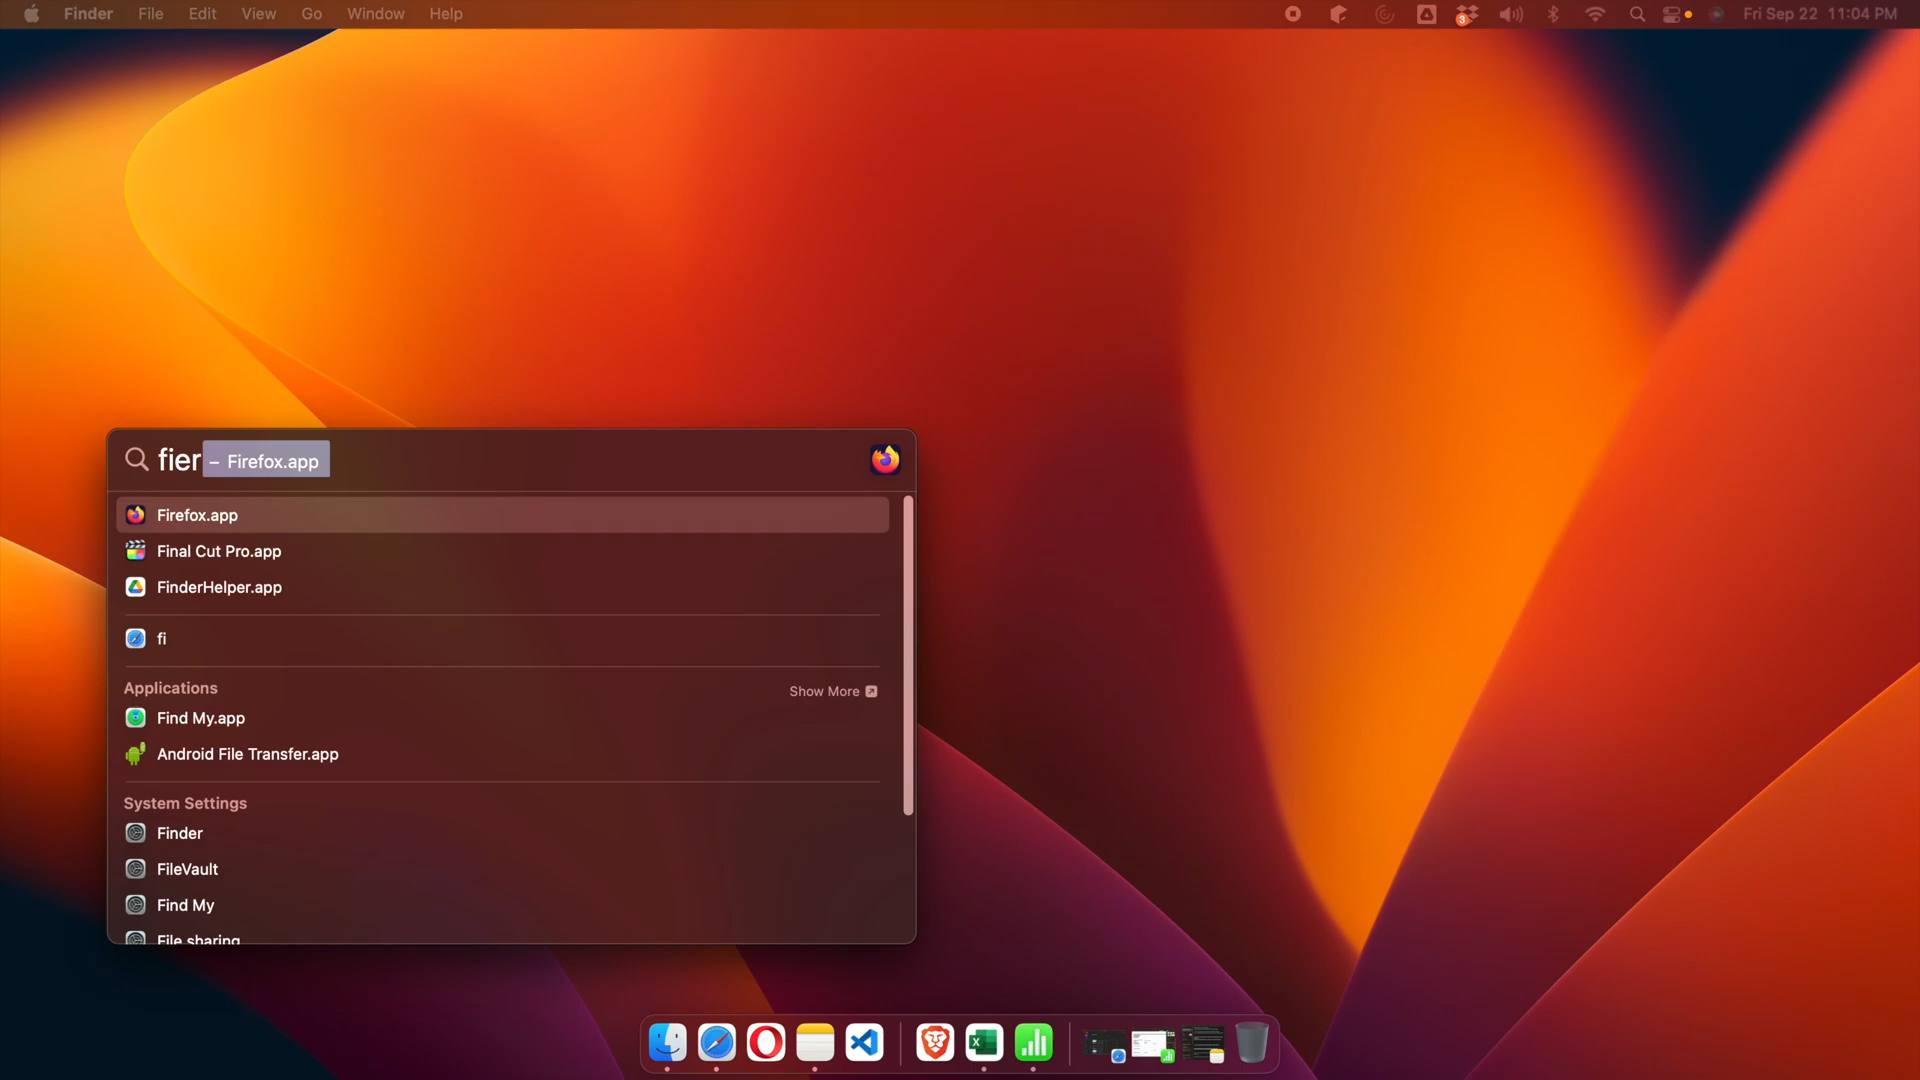 Finder File Edit View Go Window Help 3 Fri Sep 22 11:04 PM
fier – Firefox.app
Firefox.app
Final Cut Pro.app
FinderHelper.app
fi
Applications Show More
Find My.app
Android File Transfer.app
System Settings
Finder
FileVault
Find My
File sharing